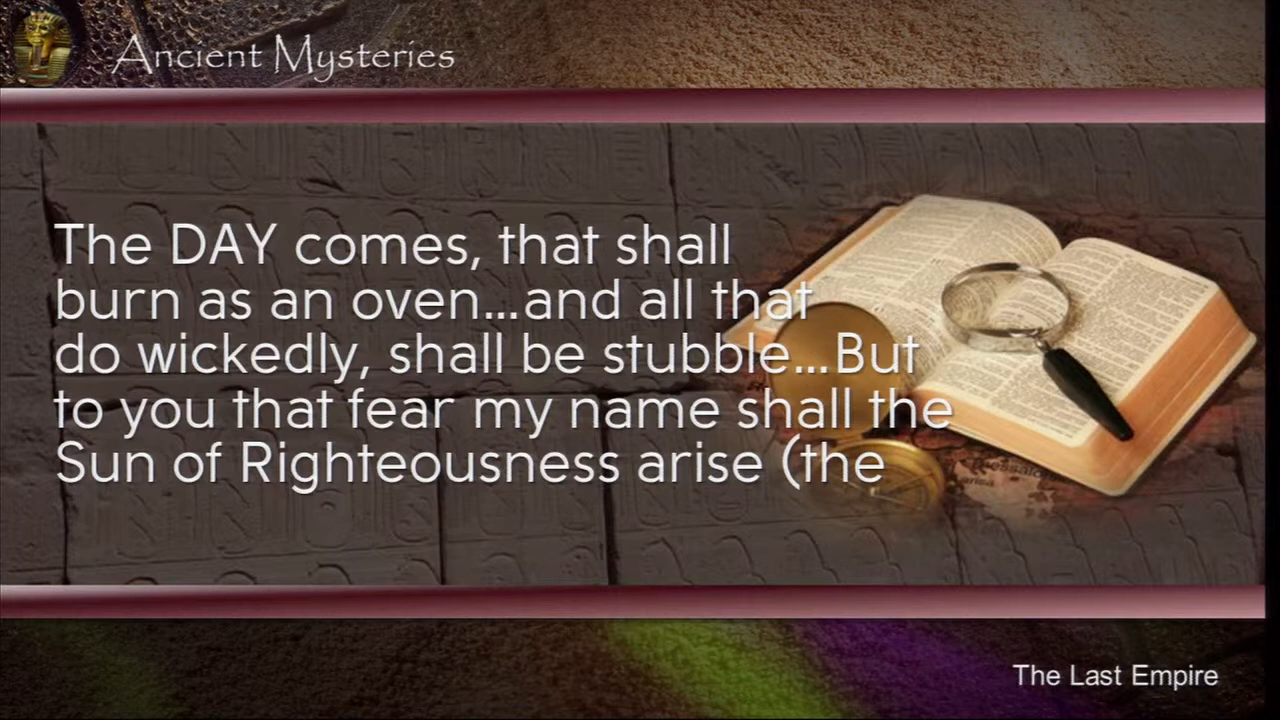 Ancient Mysteries
The DAY comes, that shall
burn as an oven...and all that
do wickedly, shall be stubble...But
to you that fear my name shall the
Sun of Righteousness arise (the
The Last Empire